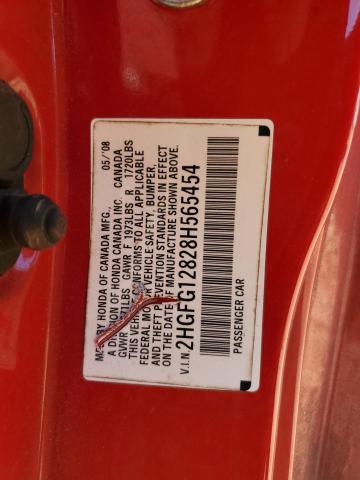 MFD BY HONDA OF CANADA MFG., 05/'08
A DIVISION OF HONDA CANADA INC. CANADA
GVWR LBS GAWR F 1973LBS R 1720LBS
THIS VEHICLE CONFORMS TO ALL APPLICABLE
FEDERAL MOTOR VEHICLE SAFETY, BUMPER,
AND THEFT PREVENTION STANDARDS IN EFFECT
ON THE DATE OF MANUFACTURE SHOWN ABOVE.
V.I.N. 2HGFG12828H565454
PASSENGER CAR